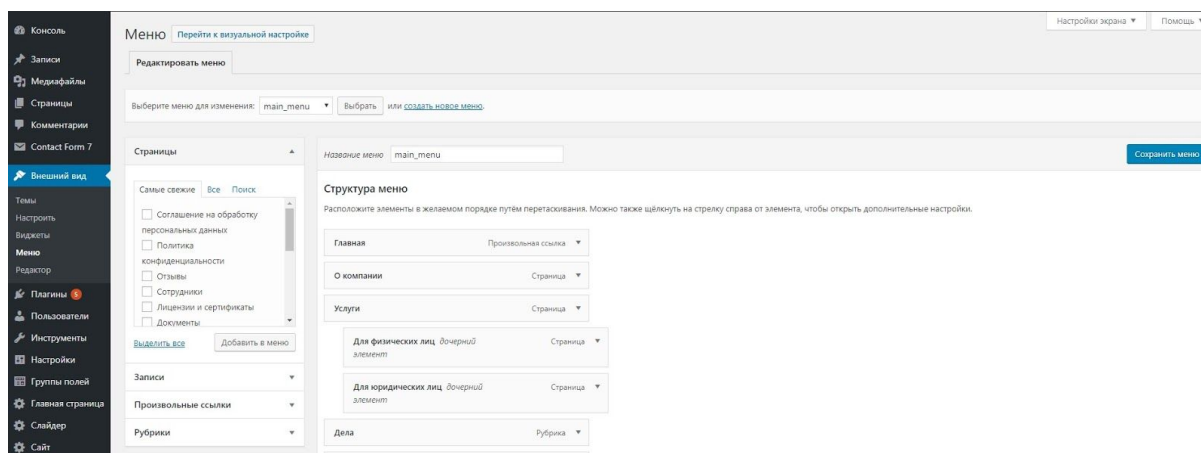 Консоль
Записи
Медиафайлы
Страницы
Комментарии
Contact Form 7
Внешний вид
Темы
Настроить
Виджеты
Меню
Редактор
Плагины 5
Пользователи
Инструменты
Настройки
Группы полей
Главная страница
Слайдер
Сайт
Настройки экрана
Помощь
Меню Перейти к визуальной настройке
Редактировать меню
Выберите меню для изменения: main_menu Выбрать или создать новое меню.
Страницы
Самые свежие Все Поиск
Соглашение на обработку
персональных данных
Политика
конфиденциальности
Отзывы
Сотрудники
Лицензии и сертификаты
Документы
Выделить все Добавить в меню
Записи
Произвольные ссылки
Рубрики
Название меню main_menu Сохранить меню
Структура меню
Расположите элементы в желаемом порядке путём перетаскивания. Можно также щёлкнуть на стрелку справа от элемента, чтобы открыть дополнительные настройки.
Главная Произвольная ссылка
О компании Страница
Услуги Страница
Для физических лиц дочерний Страница
элемент
Для юридических лиц дочерний Страница
элемент
Дела Рубрика